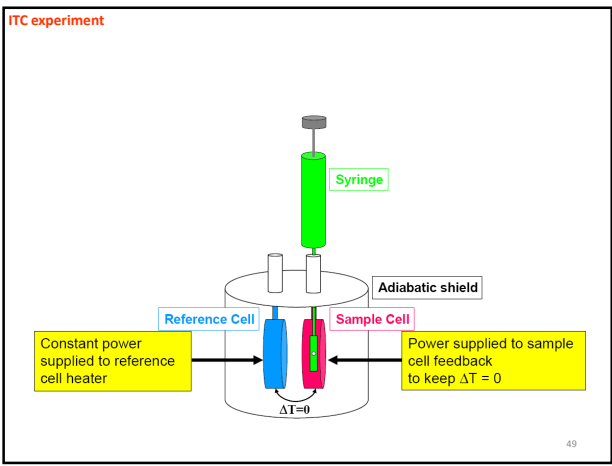 ITC experiment
Syringe
Adiabatic shield
Reference Cell
Sample Cell
Constant power
supplied to reference
cell heater
Power supplied to sample
cell feedback
to keep ΔT = 0
ΔT=0
49